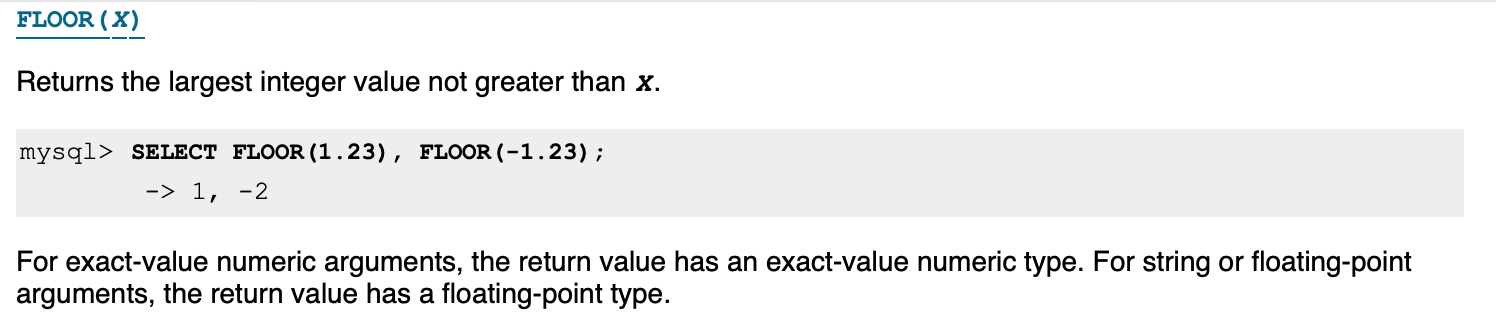 FLOOR(X)
Returns the largest integer value not greater than X.
mysql> SELECT FLOOR(1.23), FLOOR(-1.23);
-> 1, -2
For exact-value numeric arguments, the return value has an exact-value numeric type. For string or floating-point
arguments, the return value has a floating-point type.